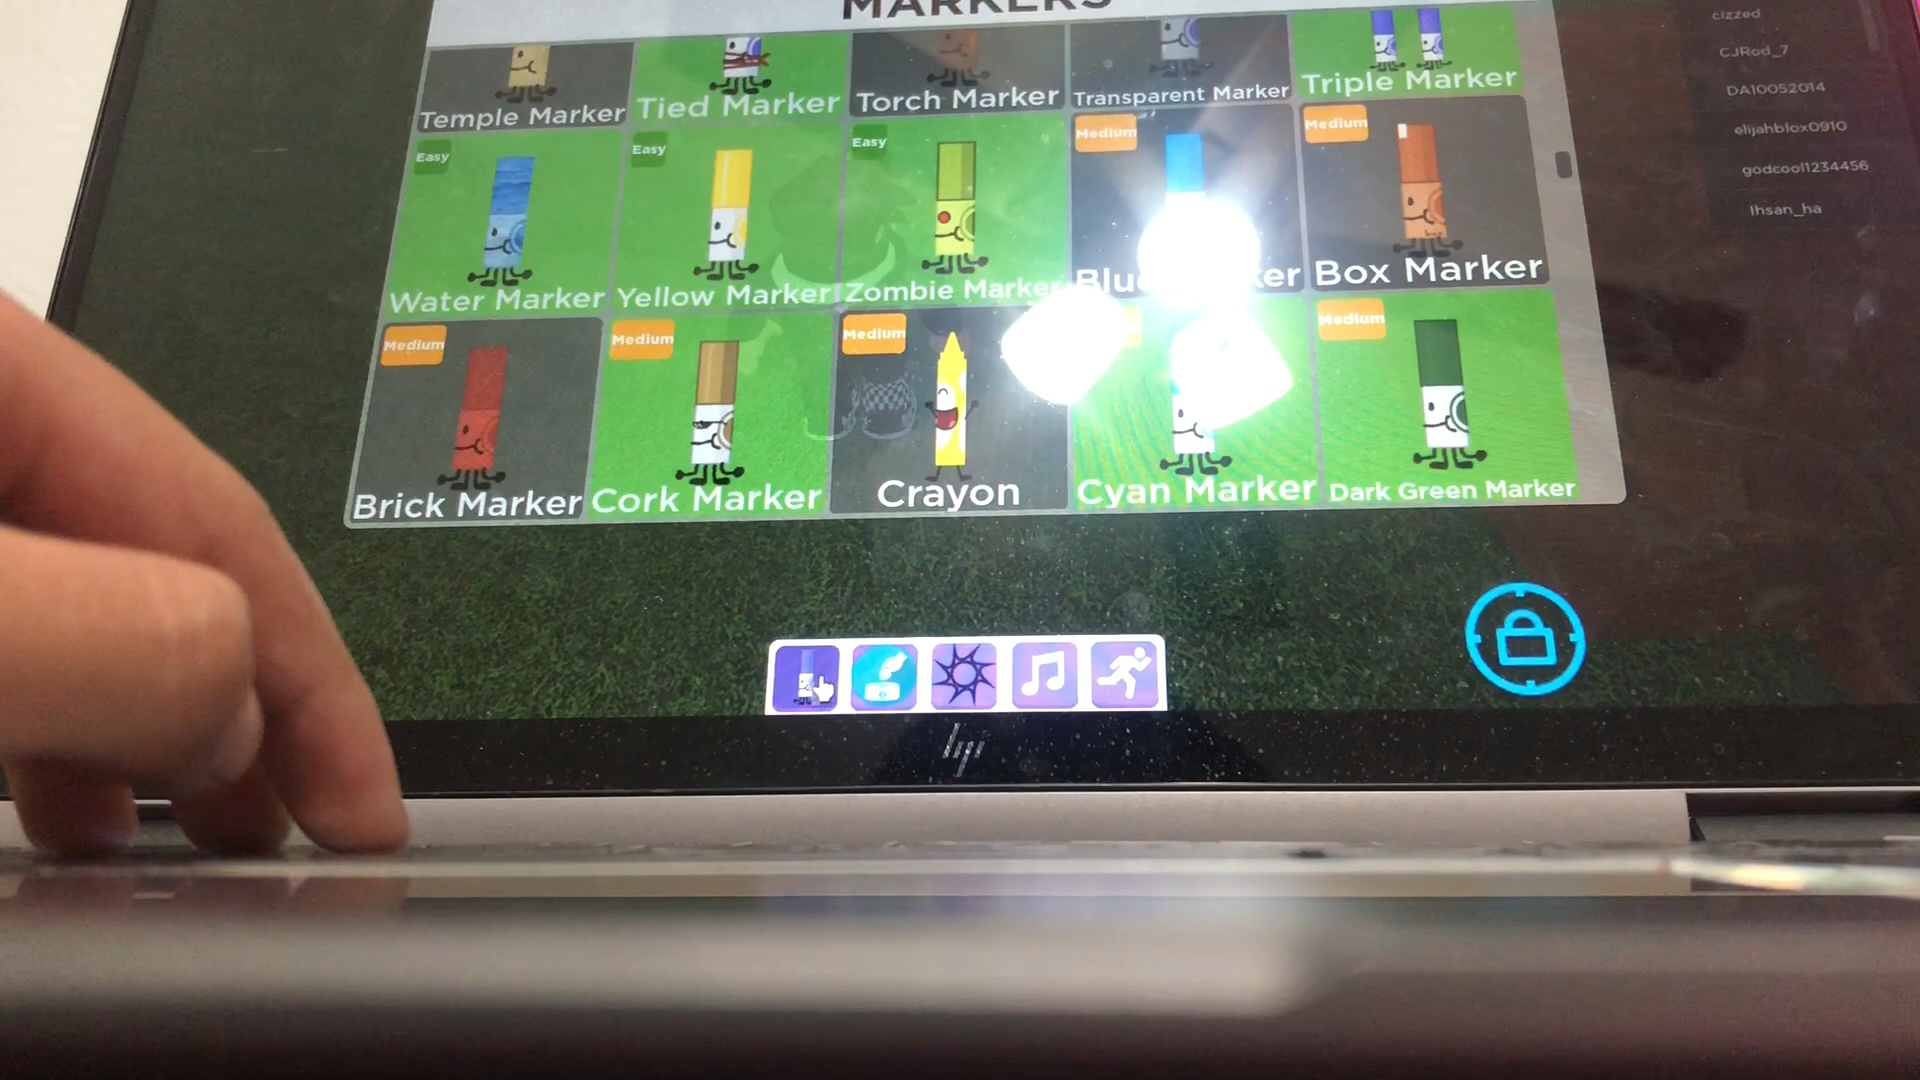 MARKERS
Temple Marker
Tied Marker
Torch Marker
Transparent Marker
Triple Marker
Easy
Easy
Easy
Medium
Medium
Water Marker
Yellow Marker
Zombie Marker
Box Marker
Medium
Medium
Medium
Medium
Brick Marker
Cork Marker
Crayon
Cyan Marker
Dark Green Marker
cizzed
CJRod_7
DA10052014
elijahblox0910
godcool1234456
Ihsan_ha
hp